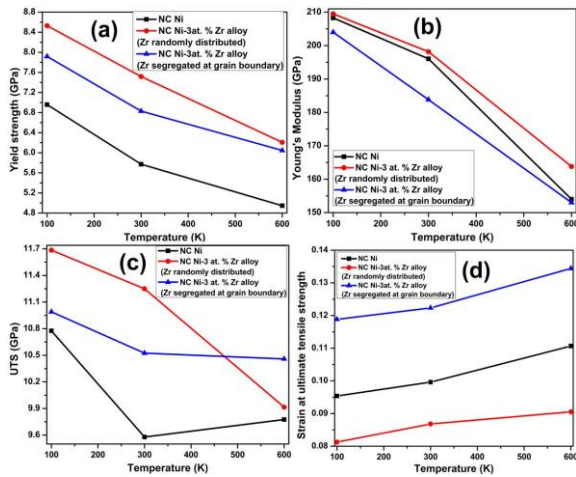 (a)
NC Ni
NC Ni-3at. % Zr alloy
(Zr randomly distributed)
NC Ni-3at. % Zr alloy
(Zr segregated at grain boundary)
Yield strength (GPa)
9.0
8.4
7.8
7.2
6.6
6.0
5.4
4.8
100 200 300 400 500 600
Temperature (K)
(b)
NC Ni
NC Ni-3 at. % Zr alloy
(Zr randomly distributed)
NC Ni-3 at. % Zr alloy
(Zr segregated at grain boundary)
Young's Modulus (GPa)
210
200
190
180
170
160
150
100 200 300 400 500 600
Temperature (K)
(c)
NC Ni
NC Ni-3 at. % Zr alloy
(Zr randomly distributed)
NC Ni-3 at. % Zr alloy
(Zr segregated at grain boundary)
UTS (GPa)
11.7
11.4
11.1
10.8
10.5
10.2
9.9
9.6
100 200 300 400 500 600
Temperature (K)
(d)
NC Ni
NC Ni-3at. % Zr alloy
(Zr randomly distributed)
NC Ni-3at. % Zr alloy
(Zr segregated at grain boundary)
Strain at ultimate tensile strength
0.14
0.13
0.12
0.11
0.10
0.09
0.08
100 200 300 400 500 600
Temperature (K)